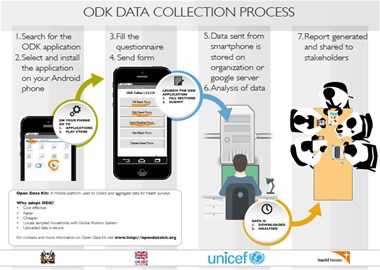 ODK DATA COLLECTION PROCESS
1.Search for the
ODK application
2.Select and install
the application
on your Android
phone
3.Fill the
questionnaire
4. Send form
5.Data sent from
smartphone is
stored on
organization or
google server
6.Analysis of data
7.Report generated
and shared to
stakeholders
ON YOUR PHONE
GO TO
1. APPLICATIONS
2. PLAY STORE
ODK Collect
Fill Blank Form
Edit Saved Form
Send Finalized Form
Get Blank Form
Delete Saved Form
LAUNCH THE ODK
APPLICATION
1. FILL SECTIONS
2. SUBMIT
DATA IS
1. DOWNLOADED
2. ANALYZED
Open Data Kit: A Mobile platform used to collect and aggregate data for health surveys.
Why adopt ODK?
Cost effective
Faster
Cheaper
Locate sampled households with Global Position System
Uploaded data is secure
For contacts and more information on Open Data Kit visit www.http://opendatakit.org
UKaid
unicef
World Vision